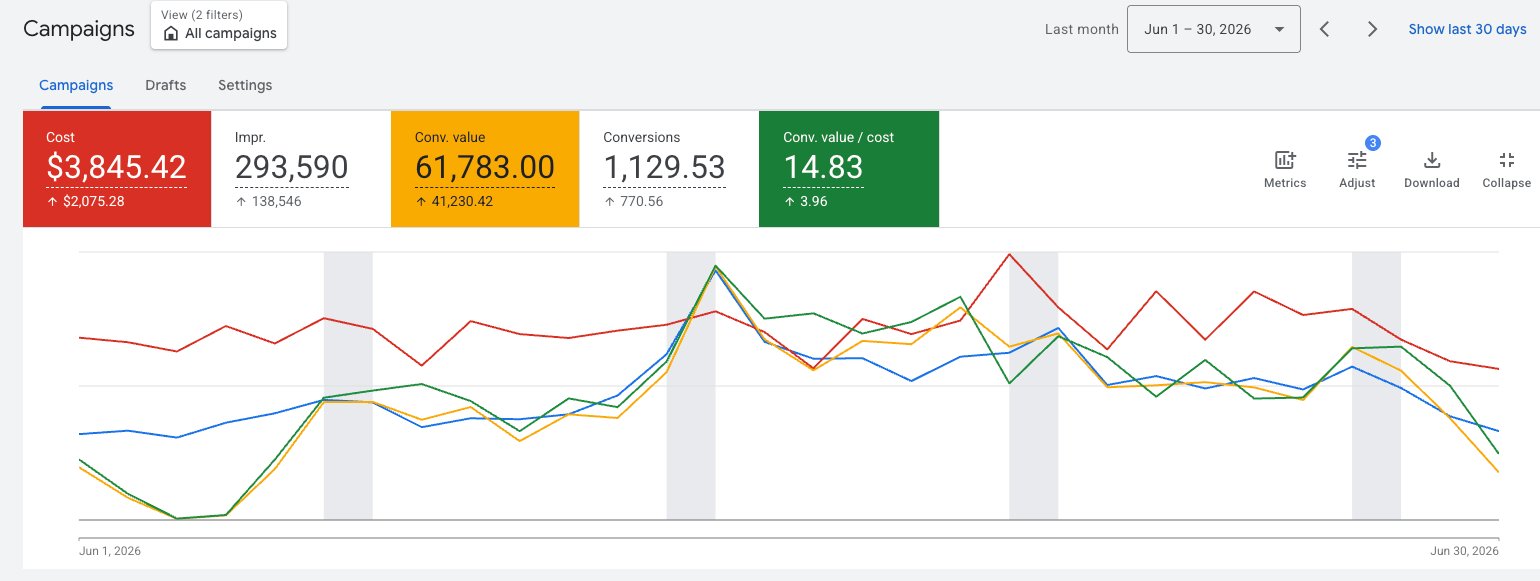 Campaigns
View (2 filters)
All campaigns
Last month
Jun 1 – 30, 2026
Show last 30 days
Campaigns
Drafts
Settings
Cost
$3,845.42
↑ $2,075.28
Impr.
293,590
↑ 138,546
Conv. value
61,783.00
↑ 41,230.42
Conversions
1,129.53
↑ 770.56
Conv. value / cost
14.83
↑ 3.96
Metrics
3
Adjust
Download
Collapse
Jun 1, 2026
Jun 30, 2026